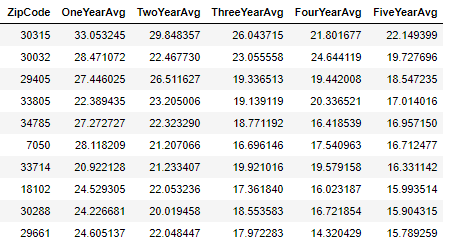 ZipCode OneYearAvg TwoYearAvg ThreeYearAvg FourYearAvg FiveYearAvg
30315 33.053245 29.848357 26.043715 21.801677 22.149399
30032 28.471072 22.467730 23.055558 24.644119 19.727696
29405 27.446025 26.511627 19.336513 19.442008 18.547235
33805 22.389435 23.205006 19.139119 20.336521 17.014016
34785 27.272727 22.323290 18.771192 16.418539 16.957150
7050 28.118209 21.207066 16.696146 17.540963 16.712477
33714 20.922128 21.233407 19.921016 19.579158 16.331142
18102 24.529305 22.053236 17.361840 16.023187 15.993514
30288 24.226681 20.019458 18.553583 16.721854 15.904315
29661 24.605137 22.048447 17.972283 14.320429 15.789259